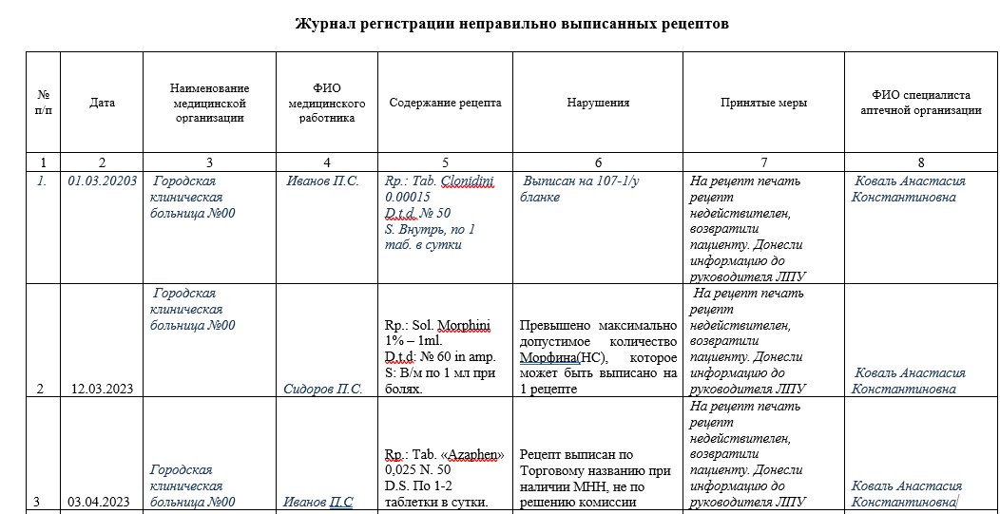 Журнал регистрации неправильно выписанных рецептов
№
п/п
Дата
Наименование
медицинской
организации
ФИО
медицинского
работника
Содержание рецепта
Нарушения
Принятые меры
ФИО специалиста
аптечной организации
1
2
3
4
5
6
7
8
1.
01.03.20203
Городская
клиническая
больница №00
Иванов П.С.
Rp.: Tab. Clonidini
0.00015
D.t.d. № 50
S. Внутрь, по 1
таб. в сутки
Выписан на 107-1/у
бланке
На рецепт печать
рецепт
недействителен,
возвратили
пациенту. Донесли
информацию до
руководителя ЛПУ
Коваль Анастасия
Константиновна
2
12.03.2023
Городская
клиническая
больница №00
Сидоров П.С.
Rp.: Sol. Morphini
1% – 1ml.
D.t.d: № 60 in amp.
S: В/м по 1 мл при
болях.
Превышено максимально
допустимое количество
Морфина(НС), которое
может быть выписано на
1 рецепте
На рецепт печать
рецепт
недействителен,
возвратили
пациенту. Донесли
информацию до
руководителя ЛПУ
Коваль Анастасия
Константиновна
3
03.04.2023
Городская
клиническая
больница №00
Иванов П.С
Rp.: Tab. «Azaphen»
0,025 N. 50
D.S. По 1-2
таблетки в сутки.
Рецепт выписан по
Торговому названию при
наличии МНН, не по
решению комиссии
На рецепт печать
рецепт
недействителен,
возвратили
пациенту. Донесли
информацию до
руководителя ЛПУ
Коваль Анастасия
Константиновна